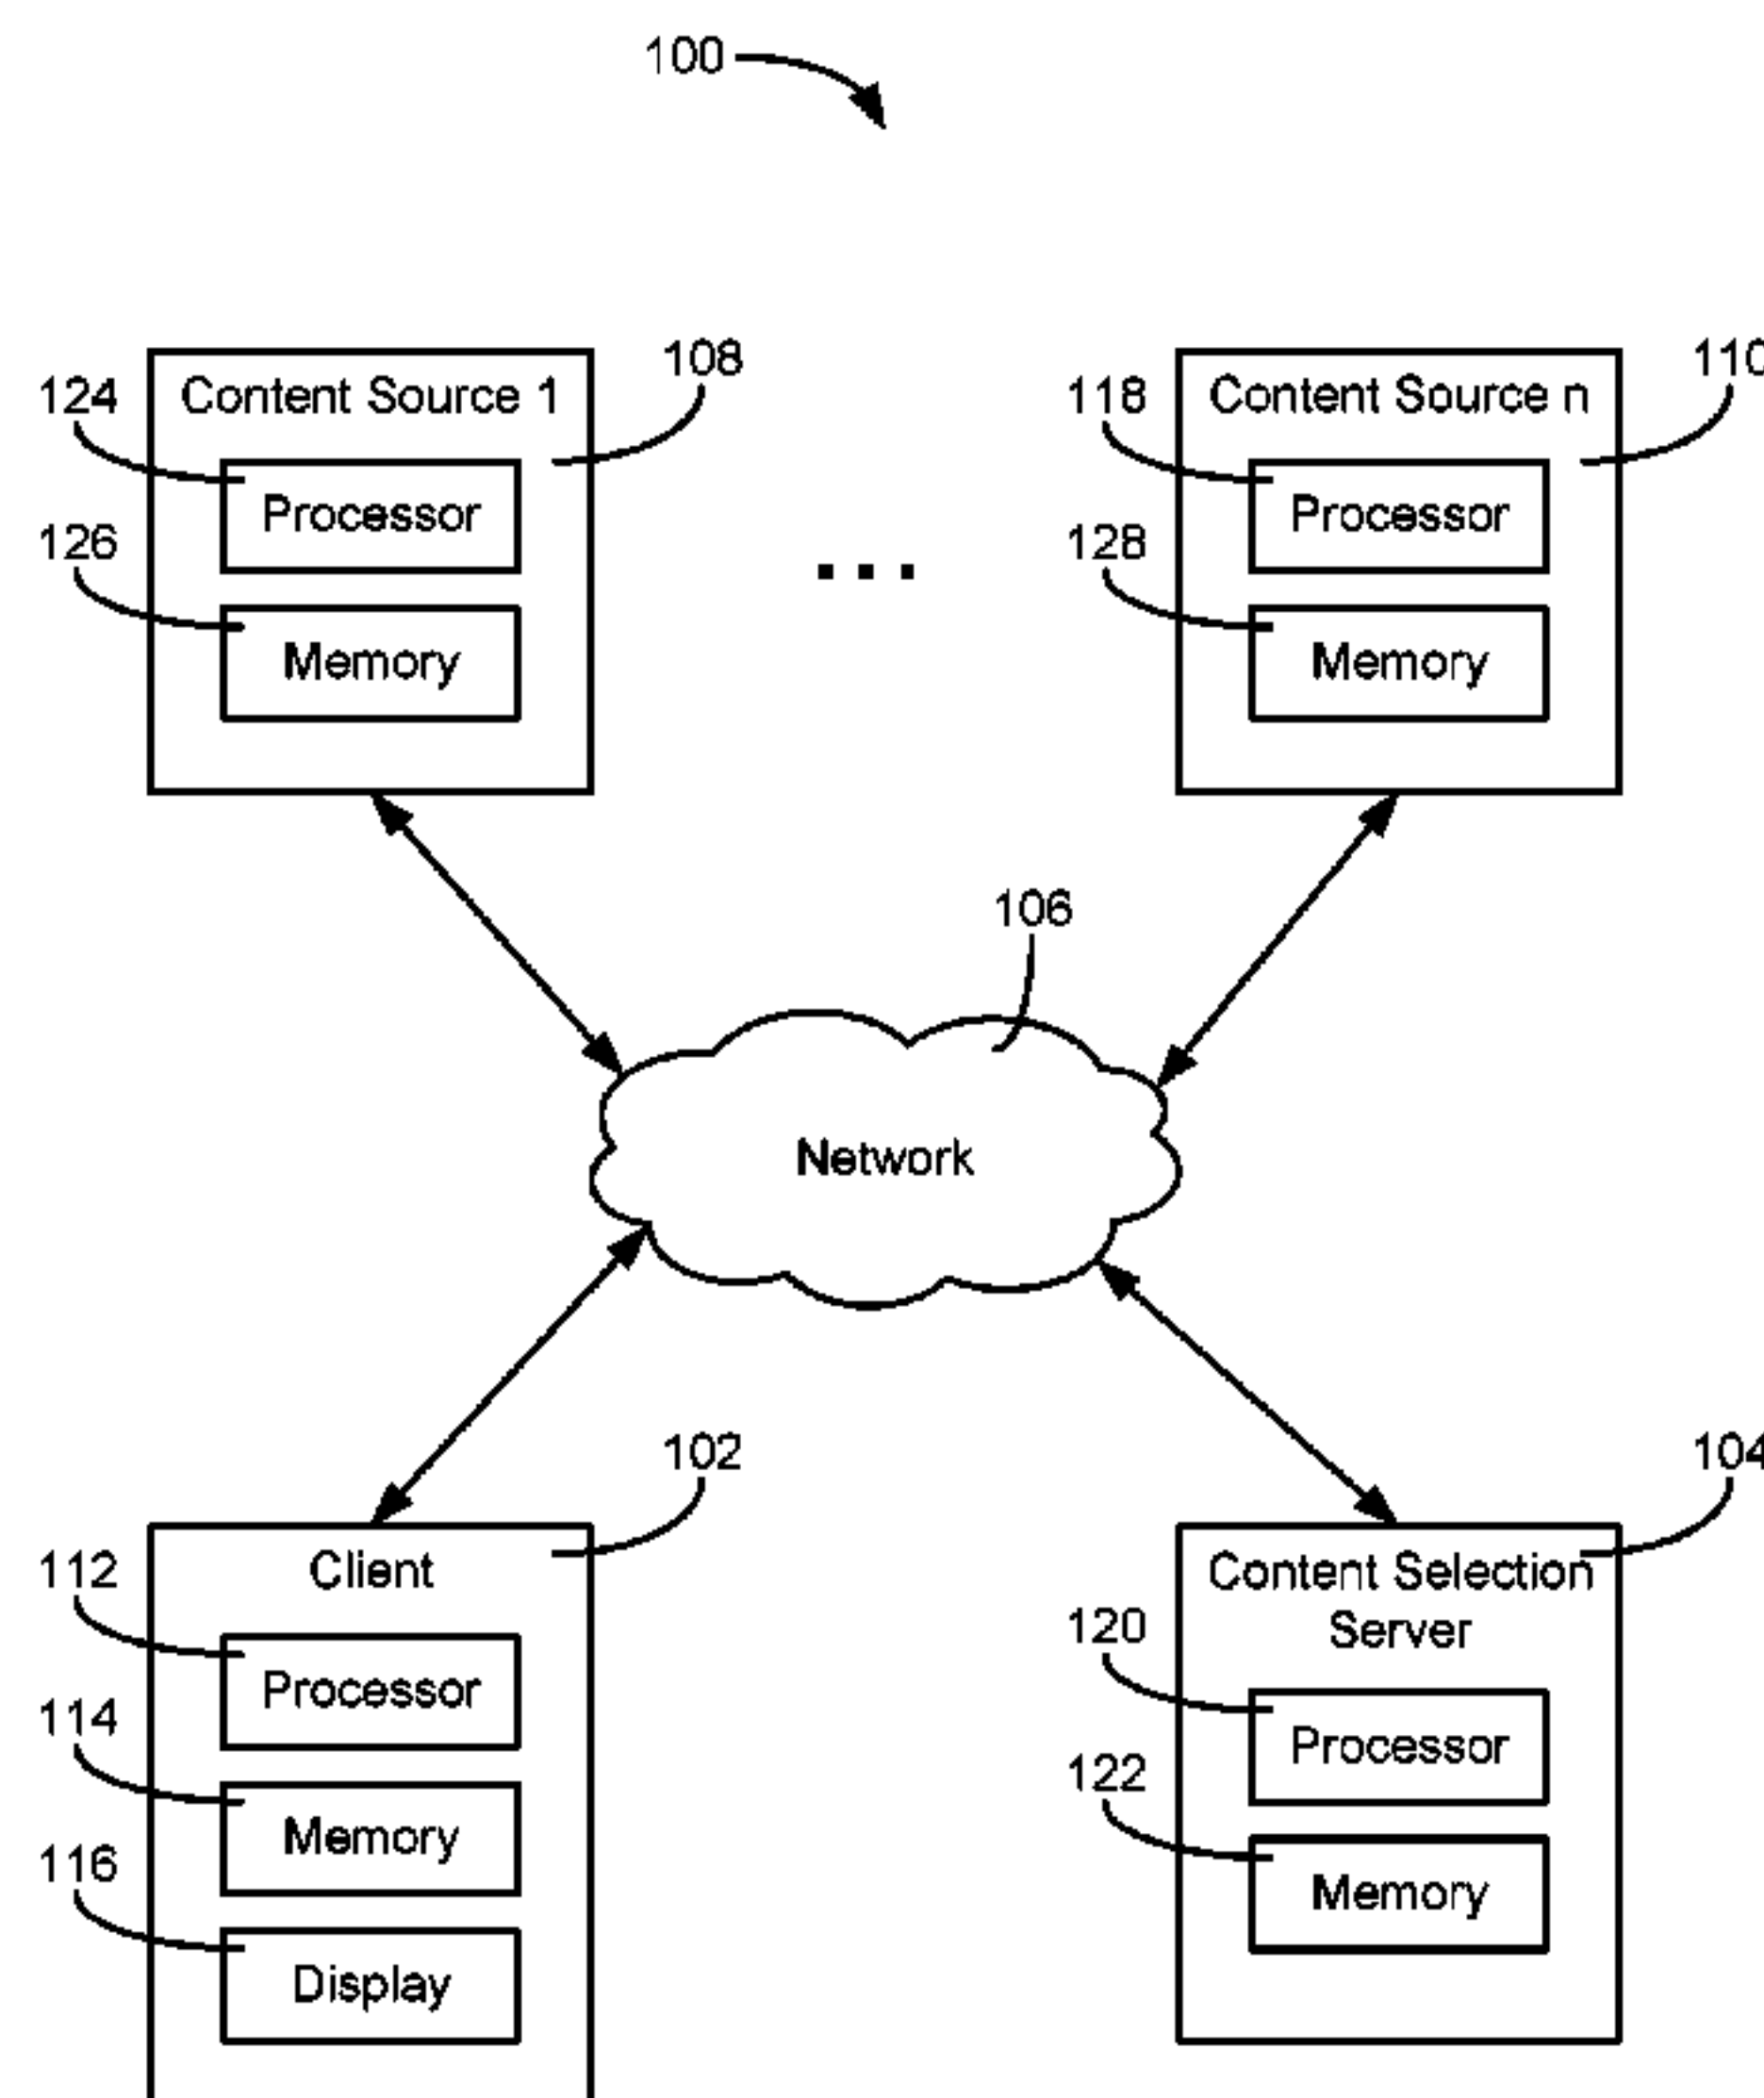 100
108
110
124
Content Source 1
118
Content Source n
Processor
Processor
126
128
...
Memory
Memory
106
Network
102
104
112
Client
Content Selection
Server
120
Processor
Processor
114
122
Memory
Memory
116
Display